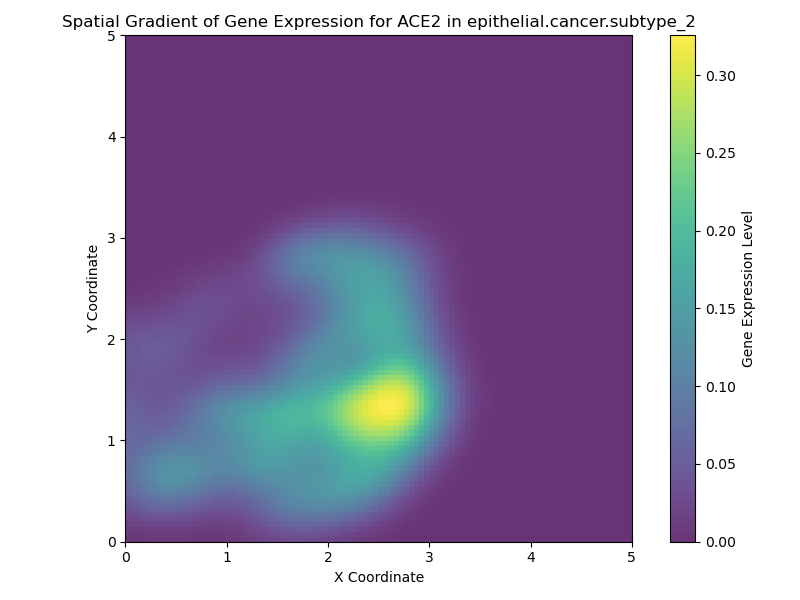 Spatial Gradient of Gene Expression for ACE2 in epithelial.cancer.subtype_2
5
4
3
2
1
0
Y Coordinate
0 1 2 3 4 5
X Coordinate
0.30
0.25
0.20
0.15
0.10
0.05
0.00
Gene Expression Level